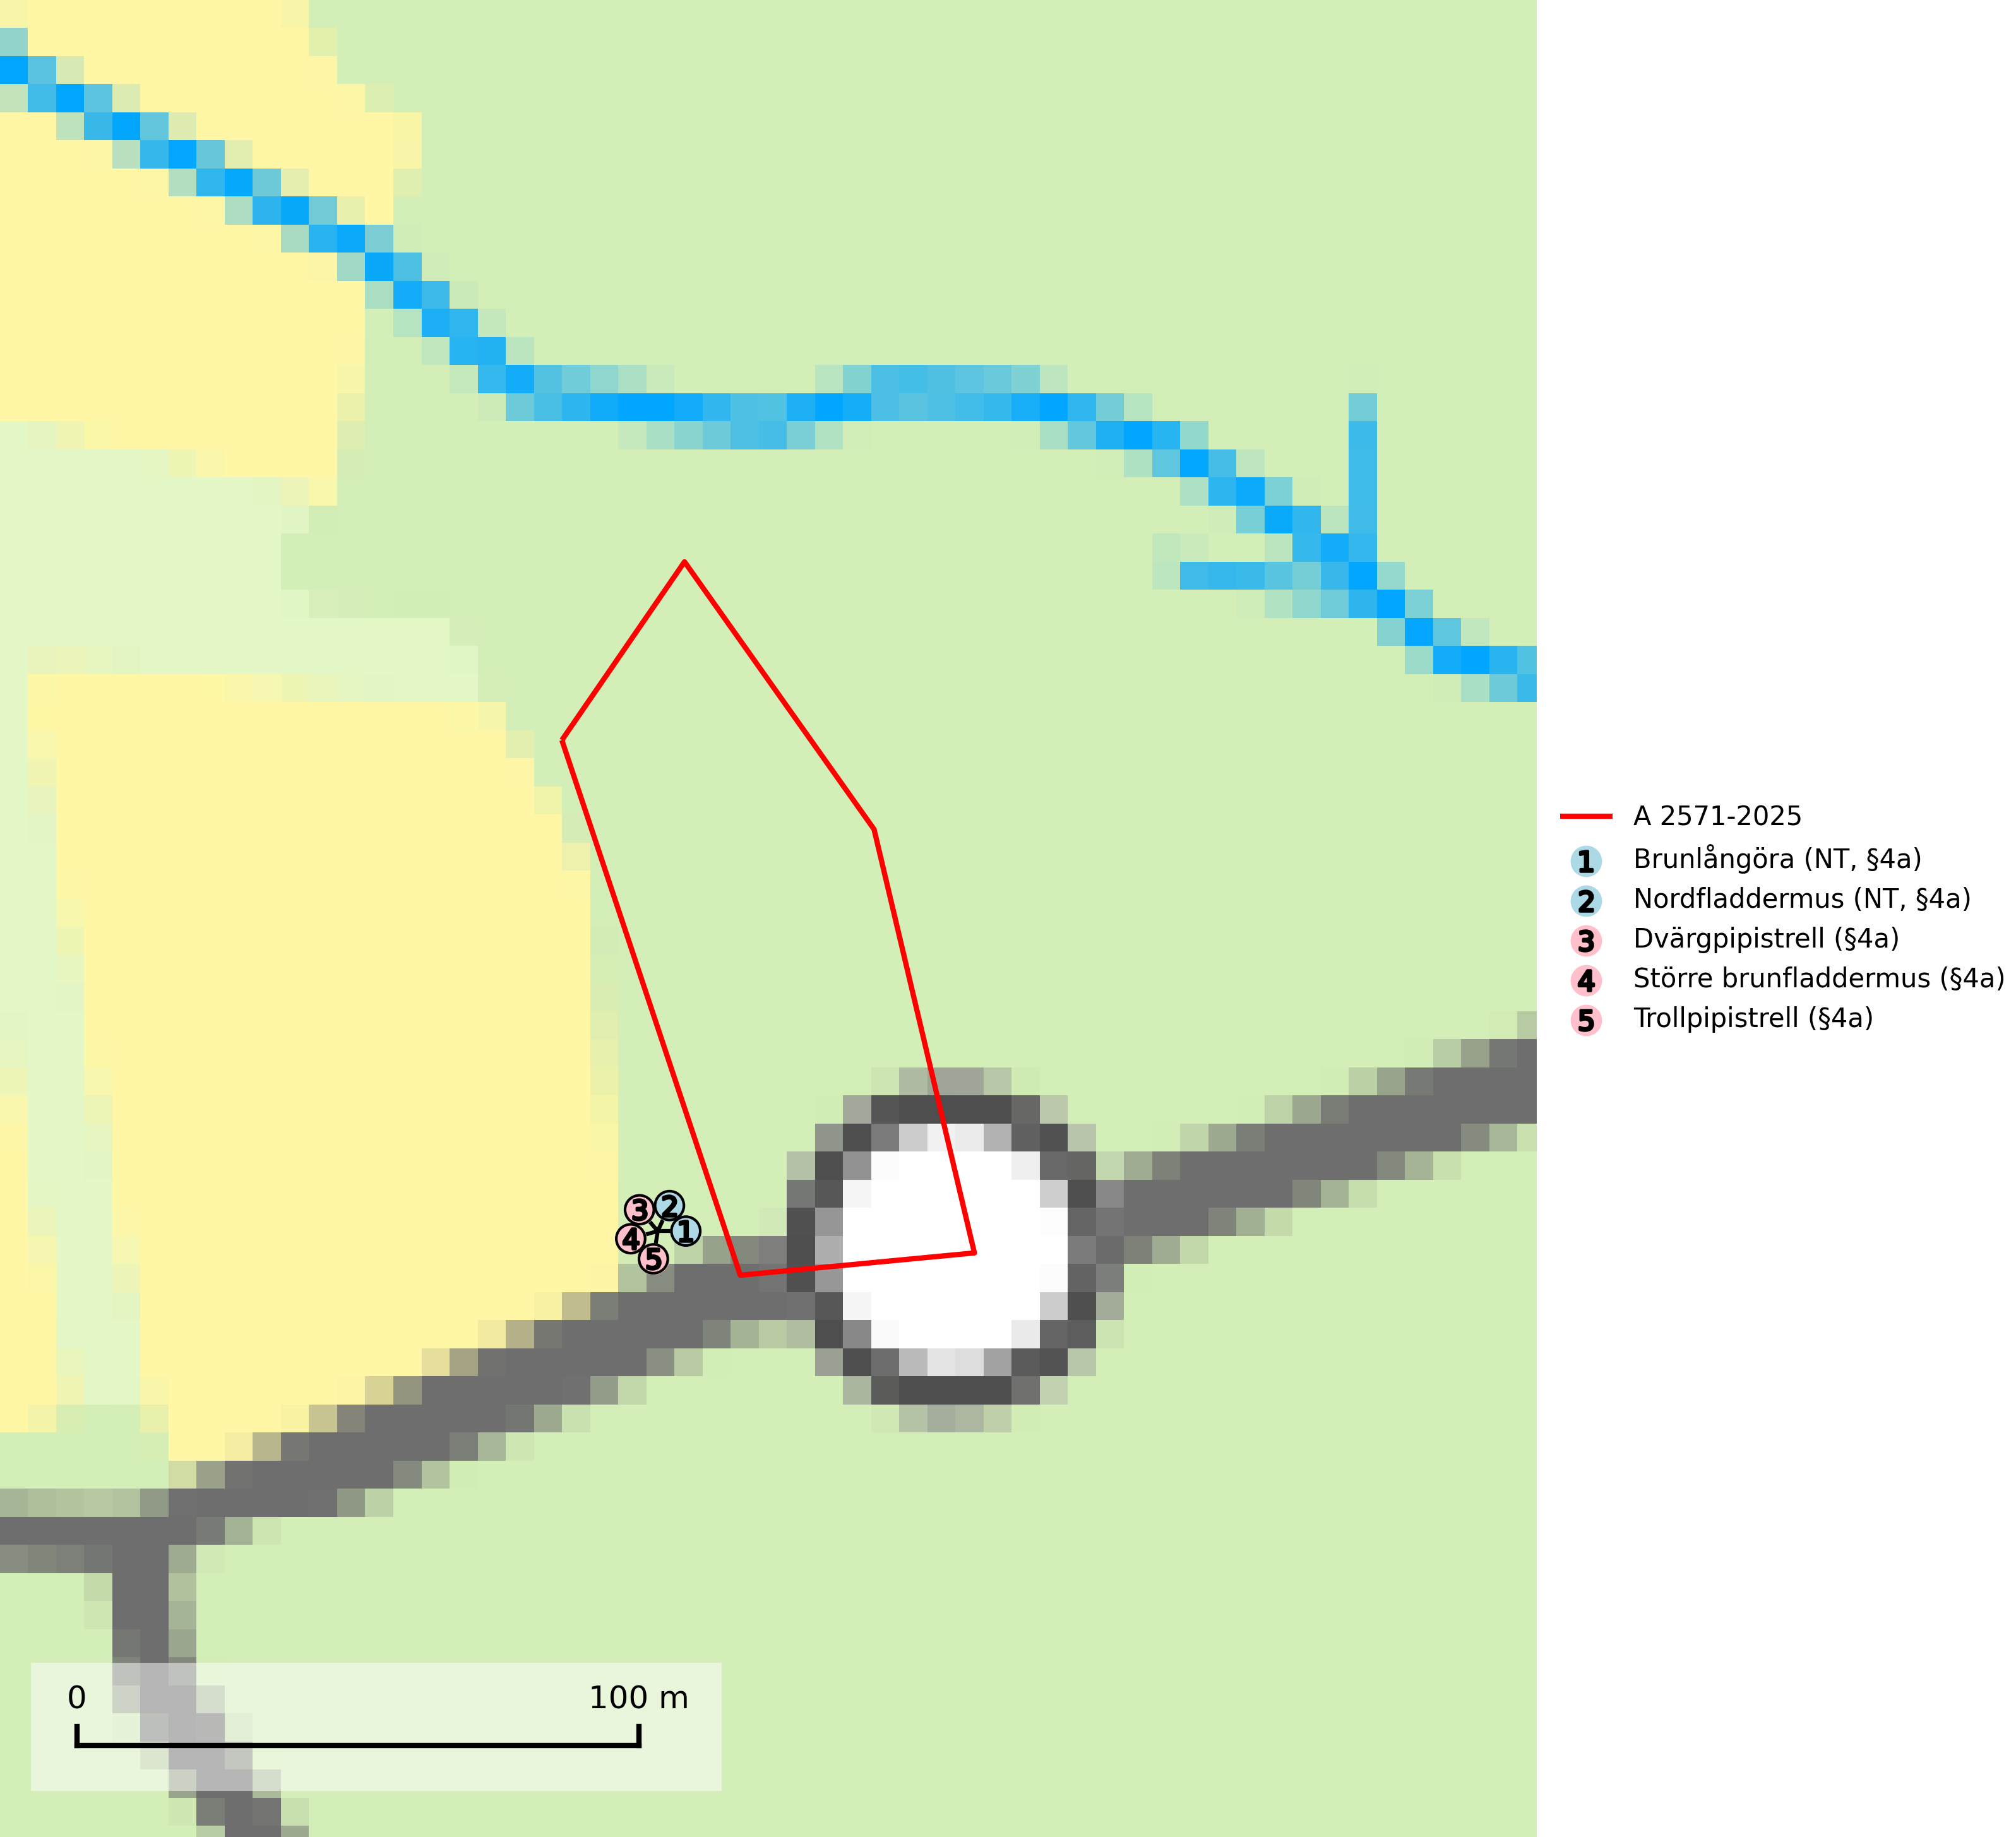 A 2571-2025
1 Brunlångöra (NT, §4a)
2 Nordfladdermus (NT, §4a)
3 Dvärgpipistrell (§4a)
4 Större brunfladdermus (§4a)
5 Trollpipistrell (§4a)
3 2
4 1
5
0 100 m